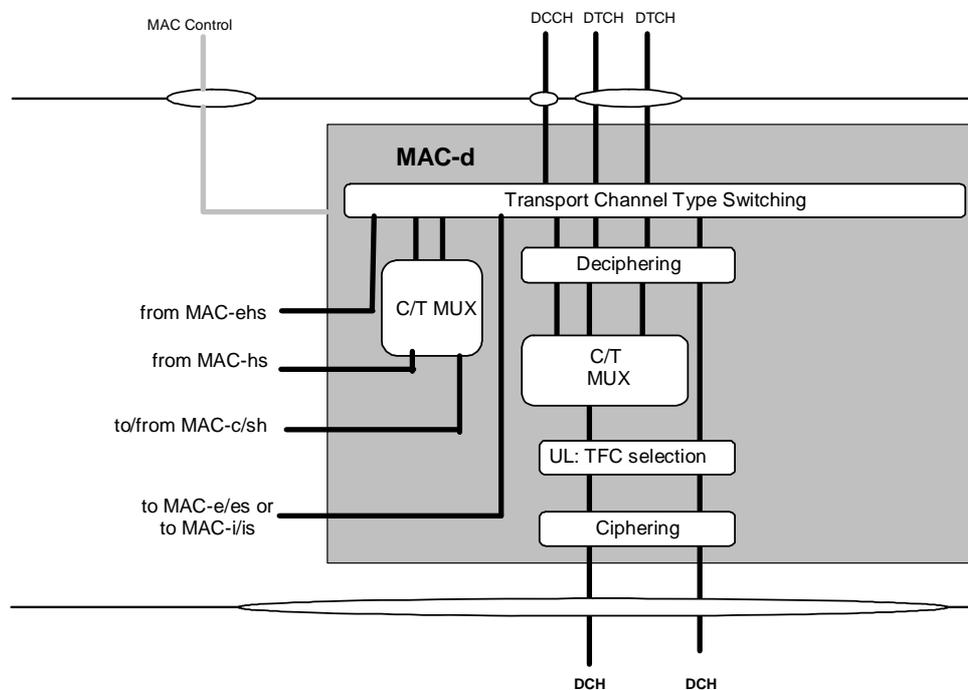 MAC Control
DCCH DTCH DTCH
MAC-d
Transport Channel Type Switching
Deciphering
from MAC-ehs
C/T MUX
from MAC-hs
C/T
MUX
to/from MAC-c/sh
UL: TFC selection
to MAC-e/es or
to MAC-i/is
Ciphering
DCH DCH